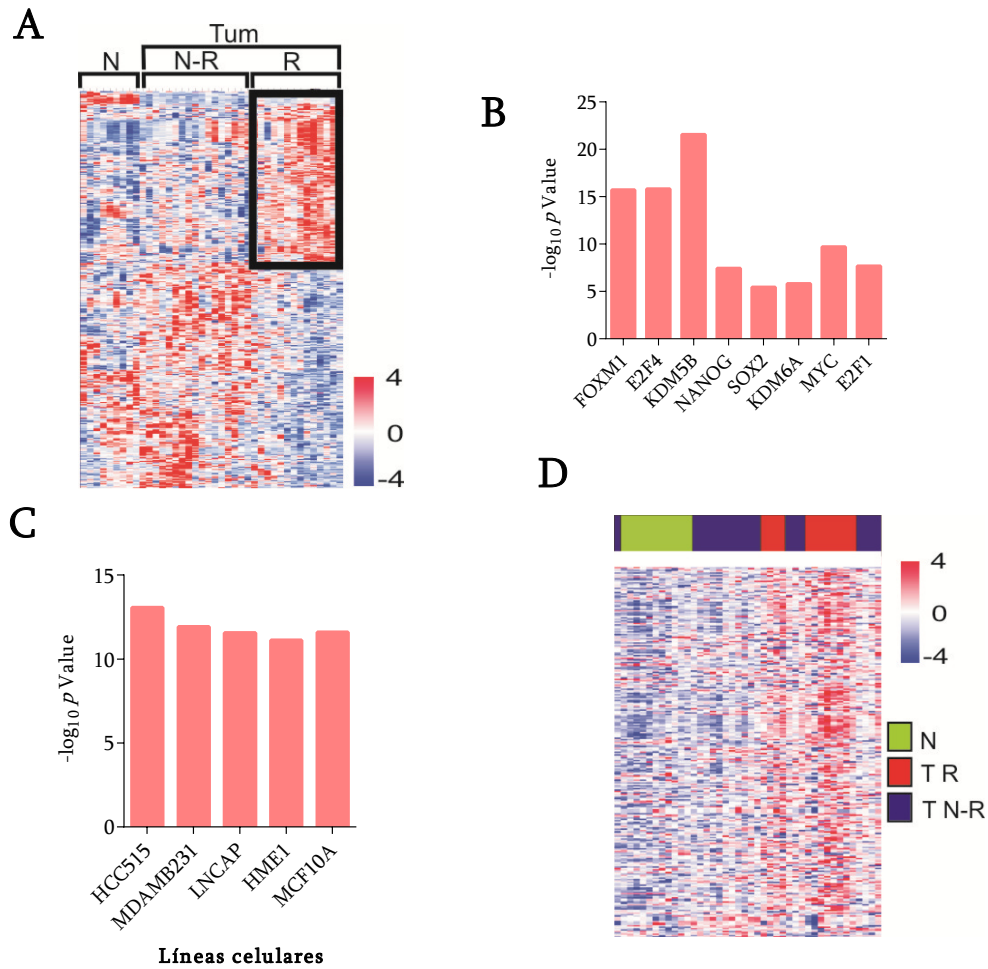 A
Tum
N N-R R
4
0
-4
B
25
20
15
10
5
0
-log10 p Value
FOXM1
E2F4
KDM5B
NANOG
SOX2
KDM6A
MYC
E2F1
C
15
10
5
0
-log10 p Value
HCC515
MDAMB231
LNCAP
HME1
MCF10A
Líneas celulares
D
4
0
-4
N
T R
T N-R